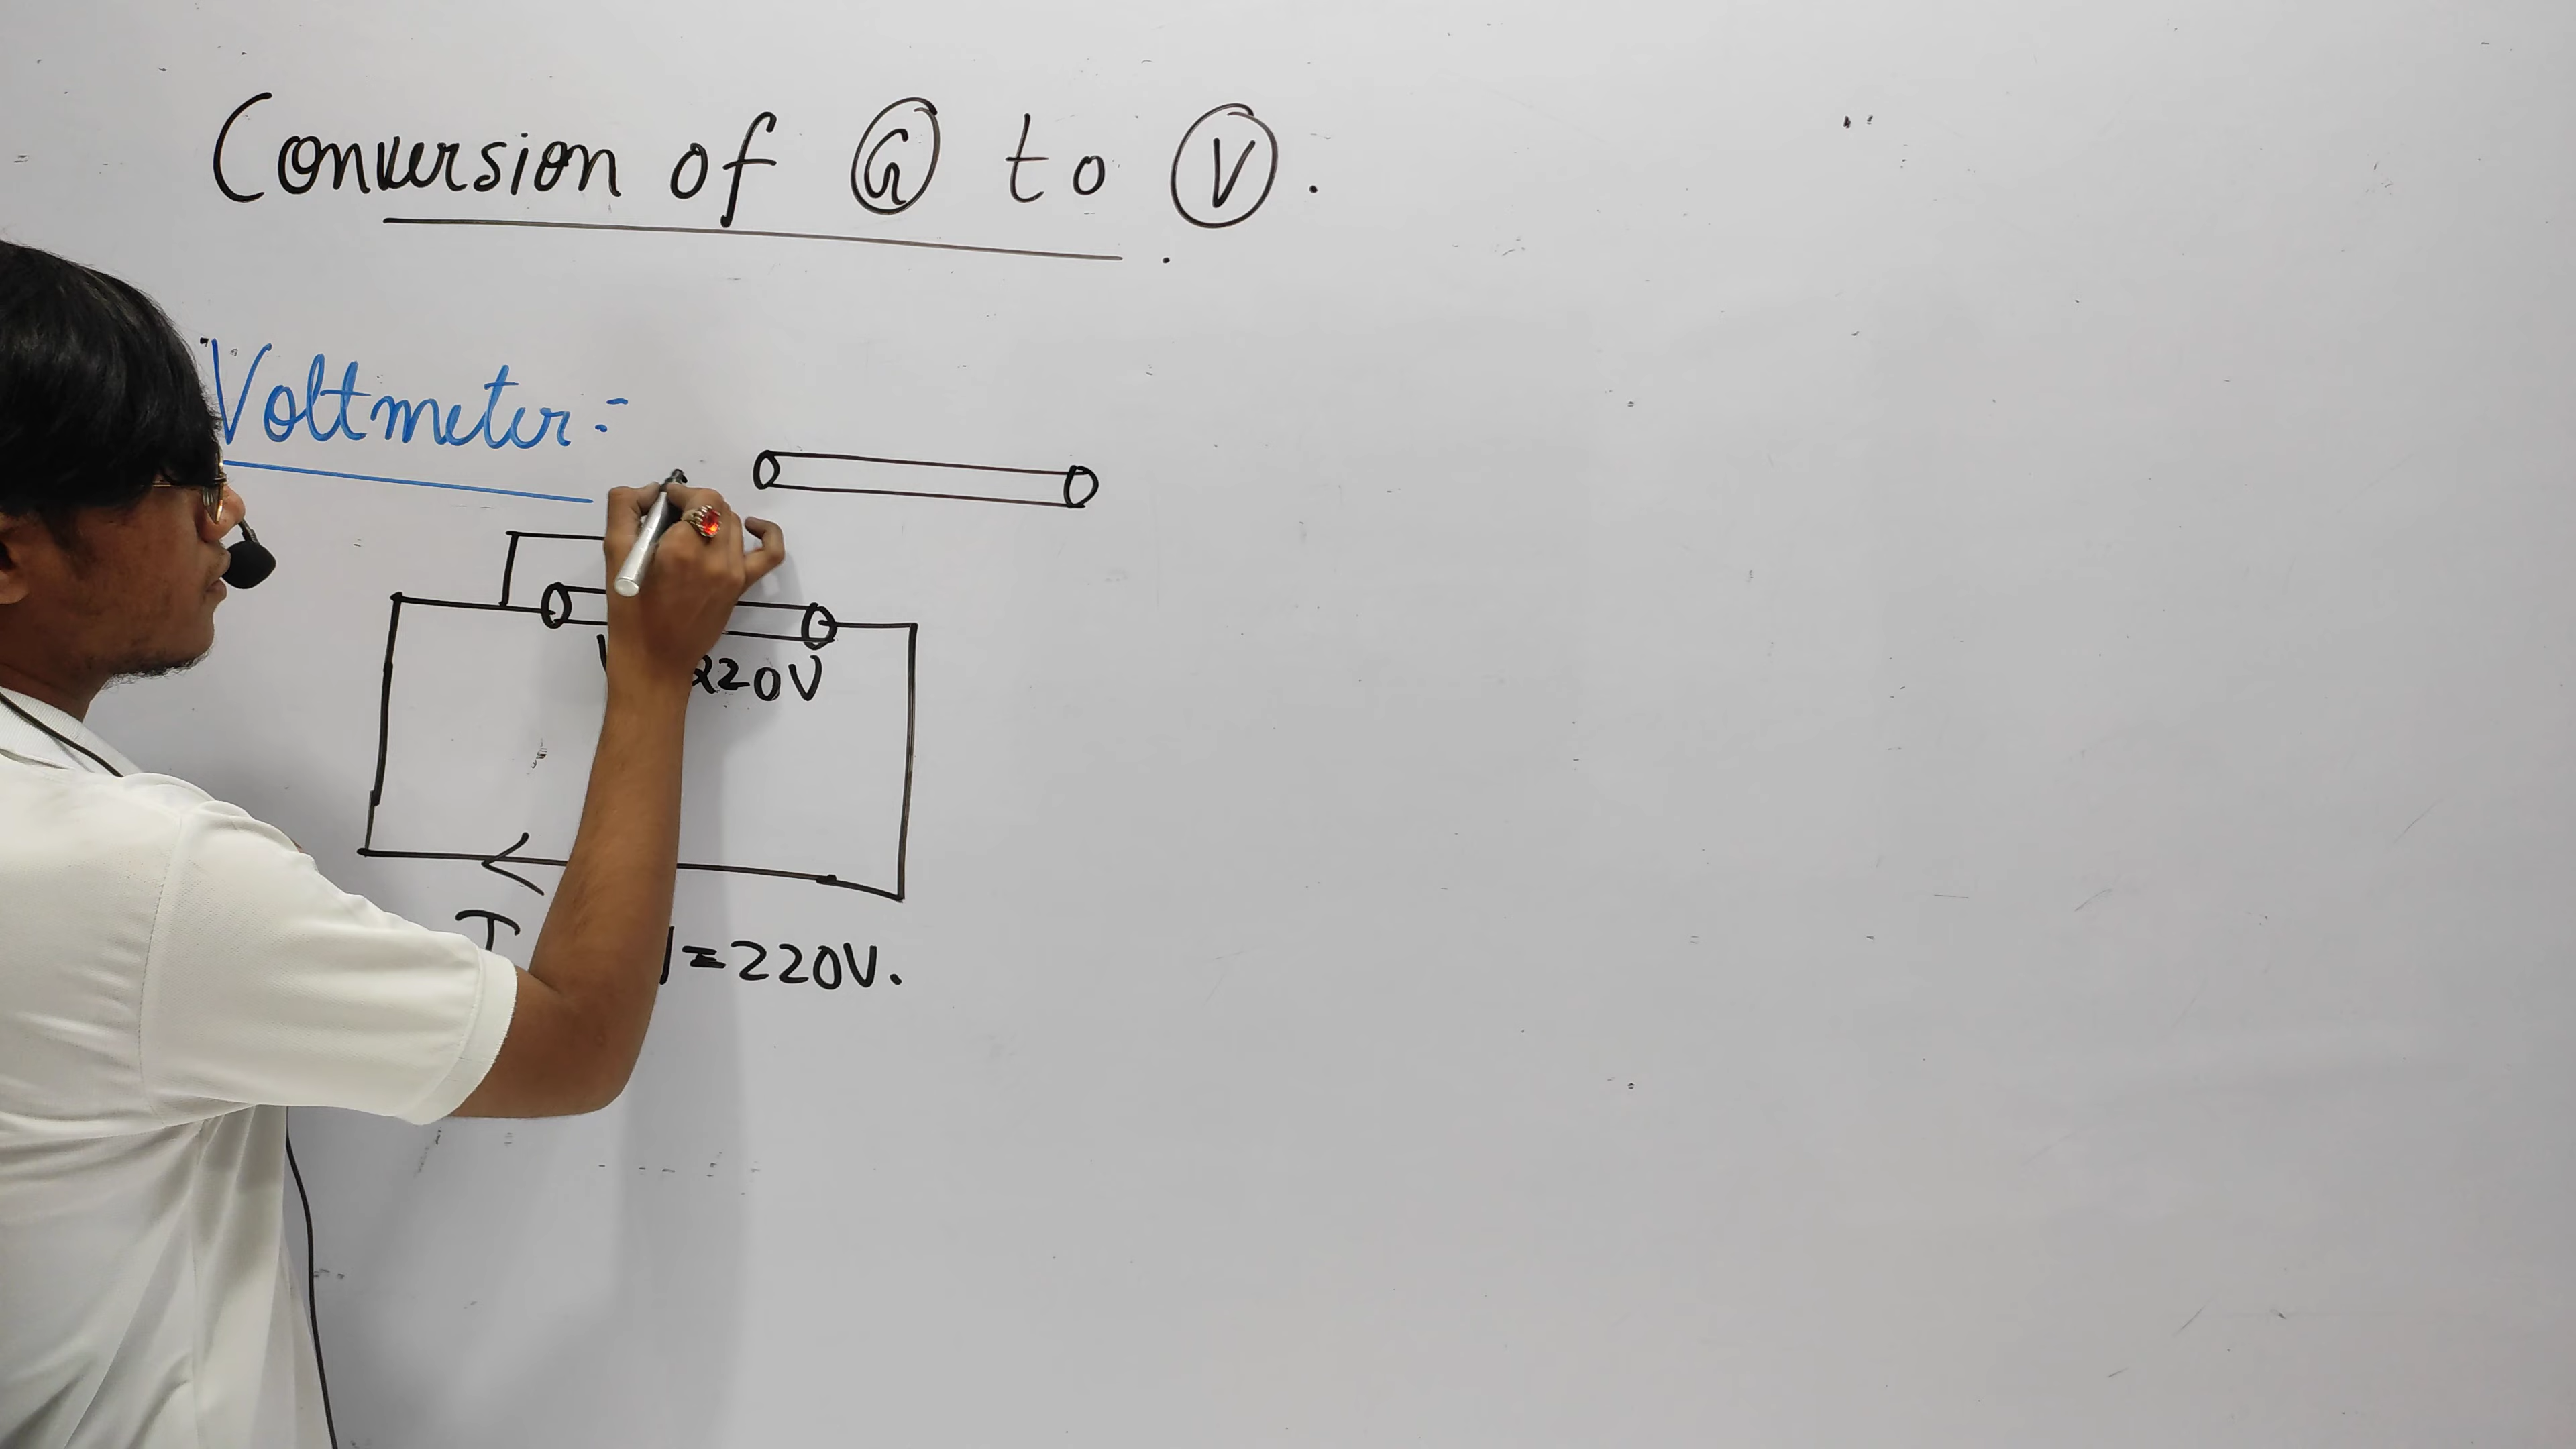 Conversion of G to V.
Voltmeter :-
220V
I
V=220V.